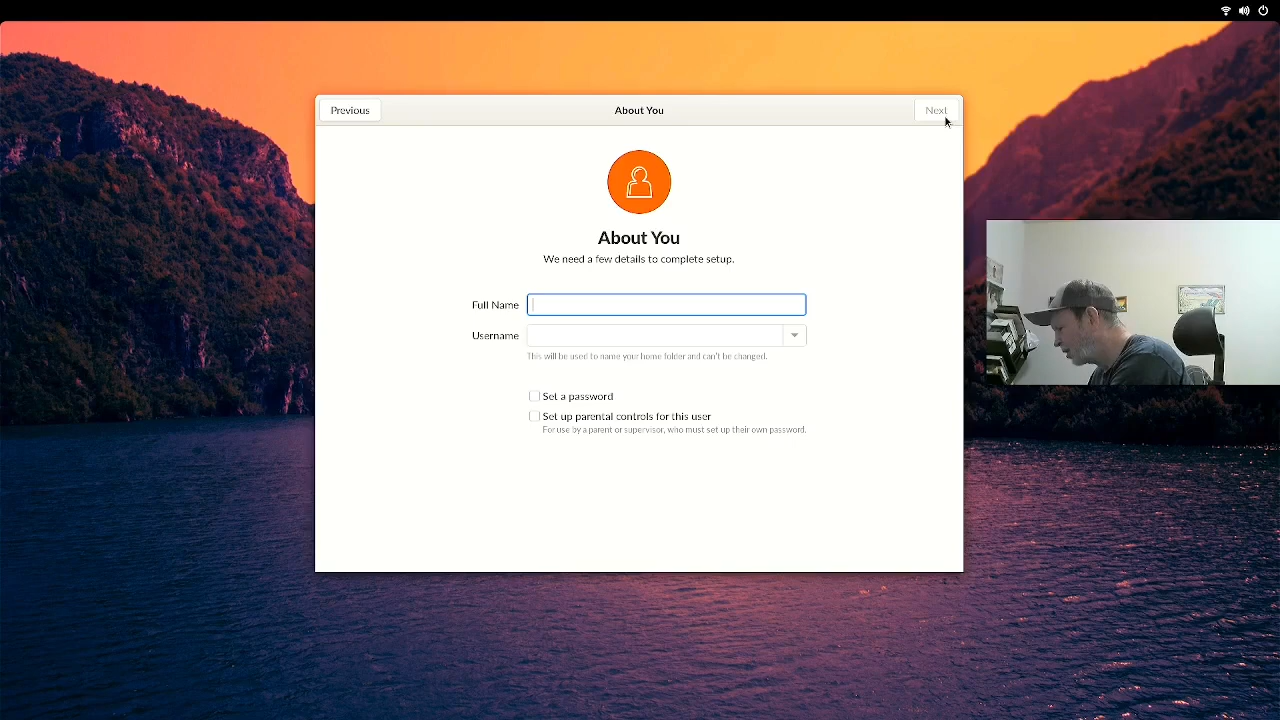 Previous
About You
Next
About You
We need a few details to complete setup.
Full Name
Username
This will be used to name your home folder and can't be changed.
Set a password
Set up parental controls for this user
For use by a parent or supervisor, who must set up their own password.